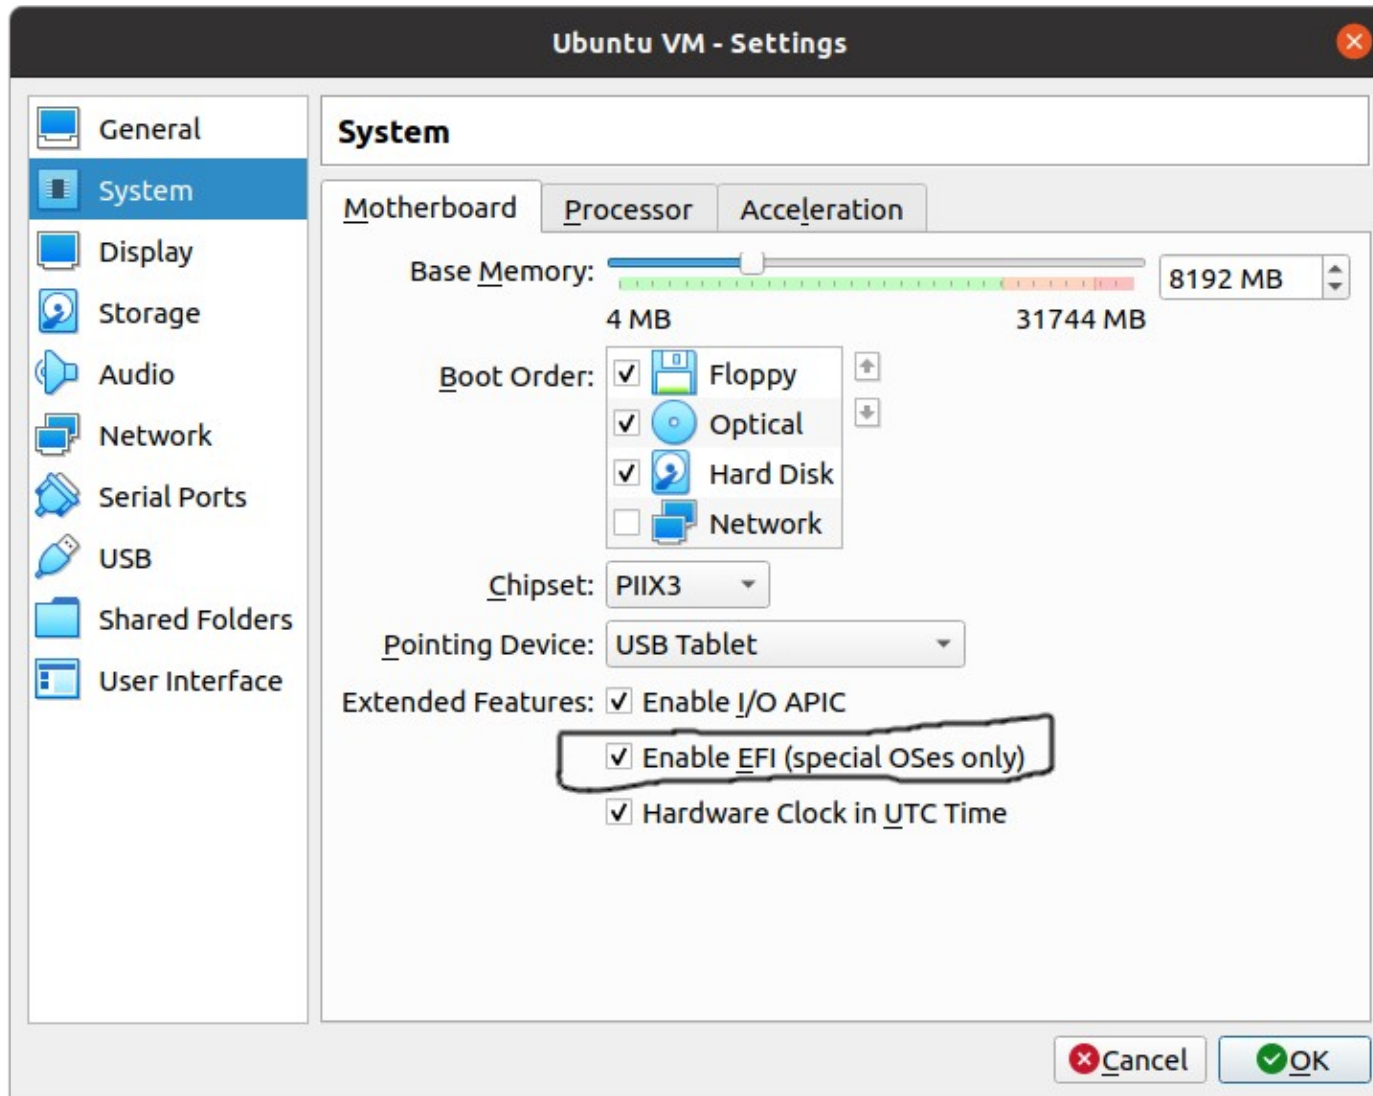 Ubuntu VM - Settings
General
System
Display
Storage
Audio
Network
Serial Ports
USB
Shared Folders
User Interface
System
Motherboard Processor Acceleration
Base Memory: 8192 MB
4 MB 31744 MB
Boot Order: Floppy
Optical
Hard Disk
Network
Chipset: PIIX3
Pointing Device: USB Tablet
Extended Features: Enable I/O APIC
Enable EFI (special OSes only)
Hardware Clock in UTC Time
Cancel OK